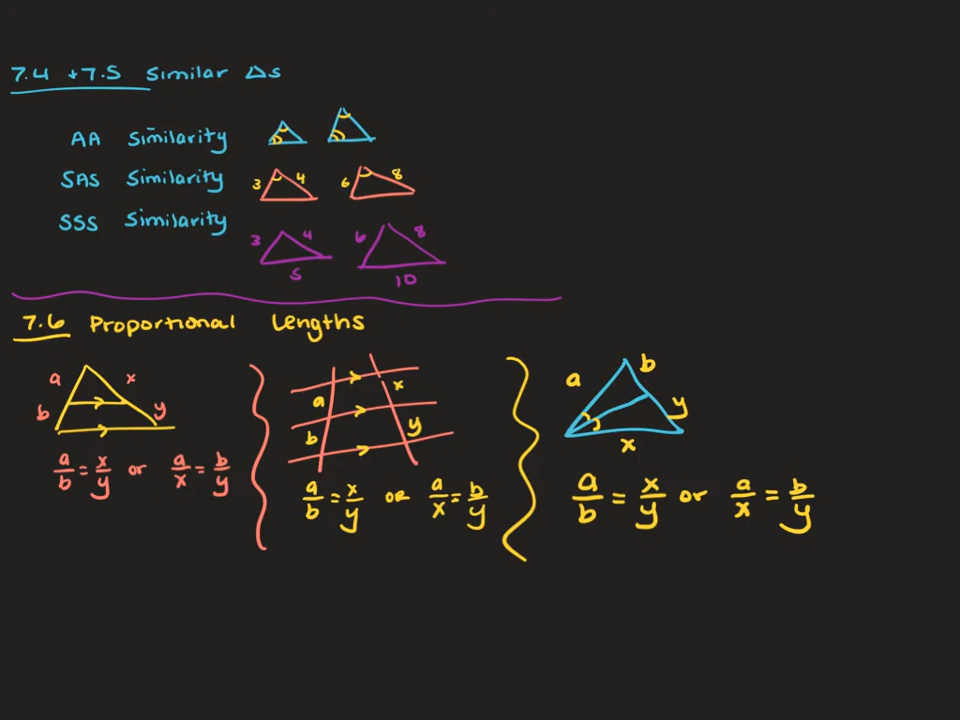 7.4 + 7.5 Similar Δs
AA Similarity
SAS Similarity 3 4 6 8
SSS Similarity
3 4 5 6 8 10
7.6 Proportional Lengths
a x b y
a/b = x/y or a/x = b/y
a x b y
a/b = x/y or a/x = b/y
a b y x
a/b = x/y or a/x = b/y